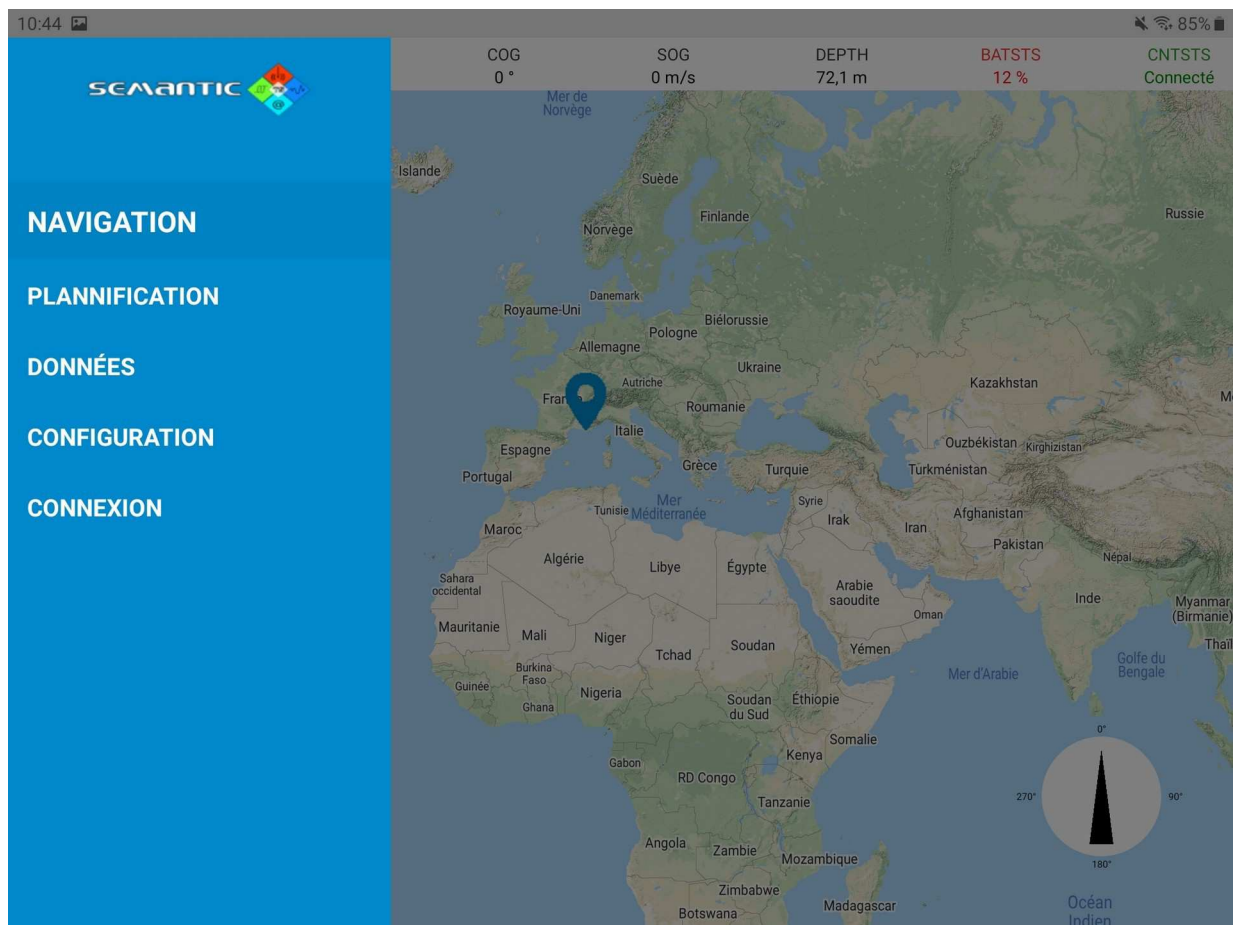 10:44
85%
SEMANTIC
NAVIGATION
PLANNIFICATION
DONNÉES
CONFIGURATION
CONNEXION
COG
0 °
SOG
0 m/s
DEPTH
72,1 m
BATSTS
12 %
CNTSTS
Connecté
Mer de
Norvège
Islande
Suède
Finlande
Norvège
Russie
Danemark
Royaume-Uni
Biélorussie
Pologne
Allemagne
Ukraine
Autriche
Kazakhstan
Roumanie
Italie
Espagne
Ouzbékistan
Kirghizistan
Grèce
Turquie
Turkménistan
Portugal
Mer
Méditerranée
Syrie
Tunisie
Irak
Iran
Afghanistan
Maroc
Pakistan
Népal
Algérie
Libye
Égypte
Sahara
occidental
Arabie
saoudite
Inde
Myanmar
(Birmanie)
Oman
Mauritanie
Mali
Niger
Tchad
Soudan
Yémen
Mer d'Arabie
Golfe du
Bengale
Burkina
Faso
Guinée
Ghana
Nigeria
Soudan
du Sud
Éthiopie
Somalie
Kenya
Gabon
RD Congo
Tanzanie
0°
270°
90°
180°
Angola
Zambie
Mozambique
Zimbabwe
Madagascar
Botswana
Océan
Indien